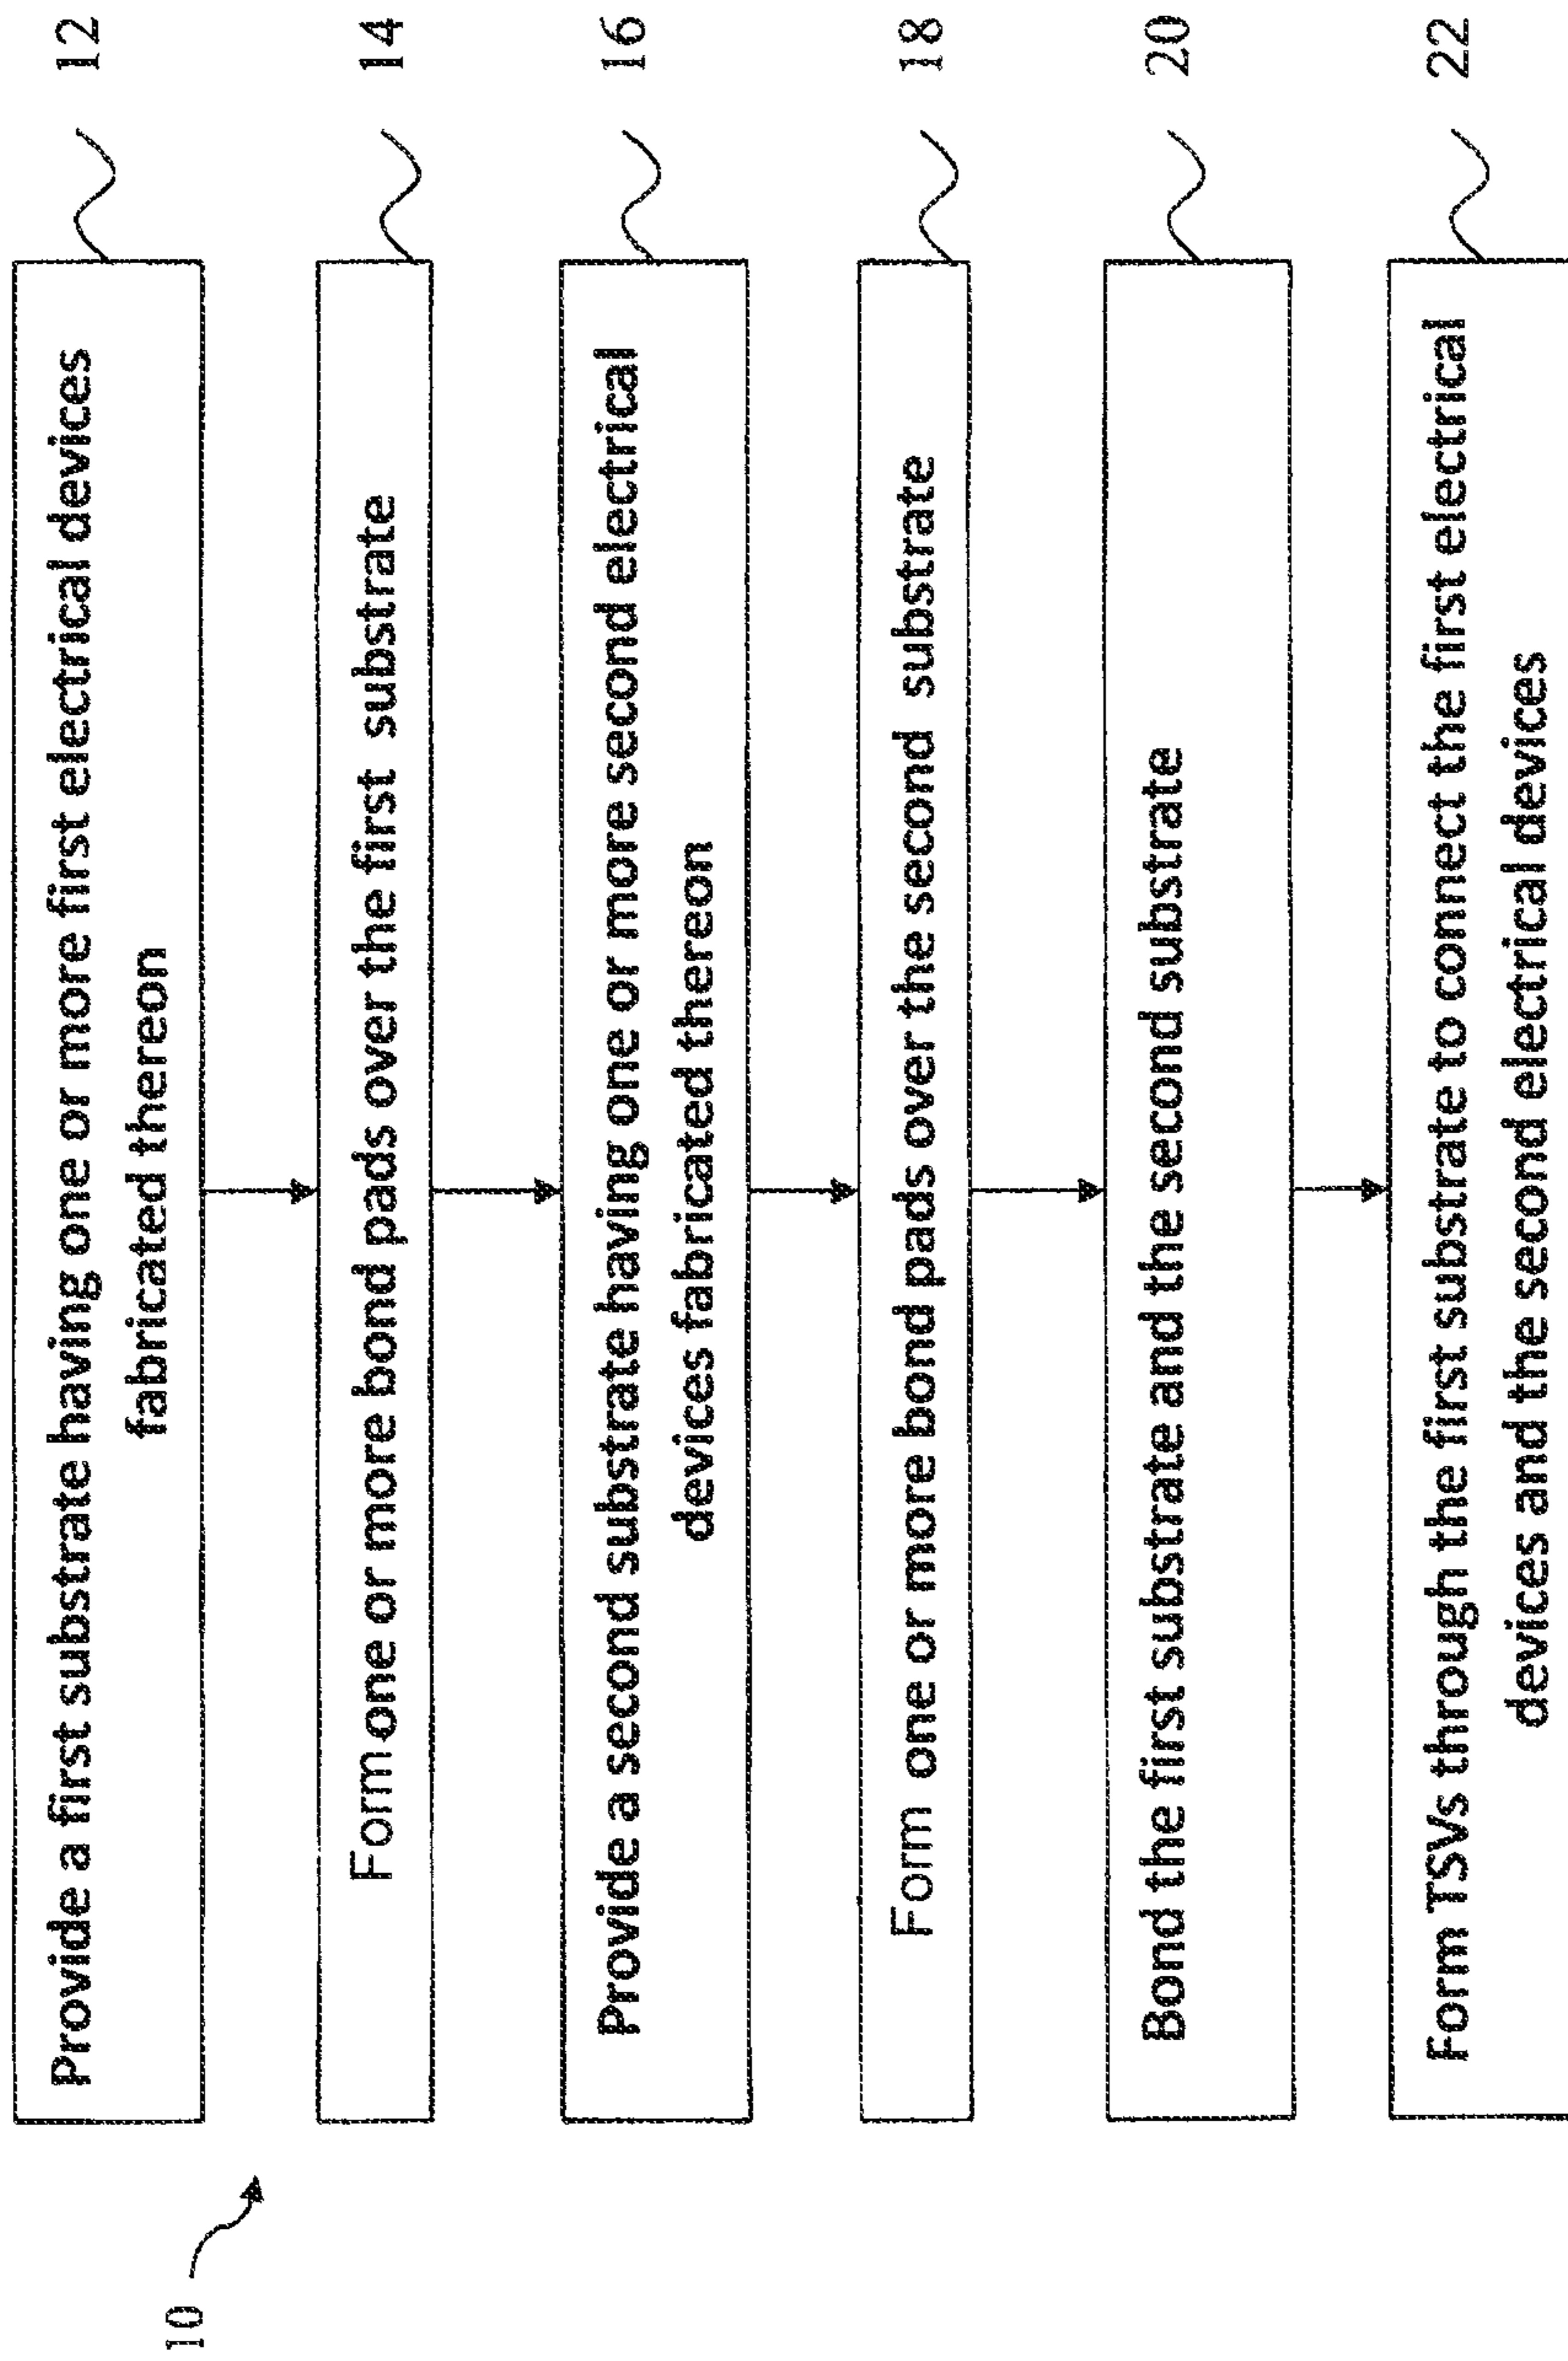 10
Provide a first substrate having one or more first electrical devices
fabricated thereon
12
Form one or more bond pads over the first substrate
14
Provide a second substrate having one or more second electrical
devices fabricated thereon
16
Form one or more bond pads over the second substrate
18
Bond the first substrate and the second substrate
20
Form TSVs through the first substrate to connect the first electrical
devices and the second electrical devices
22